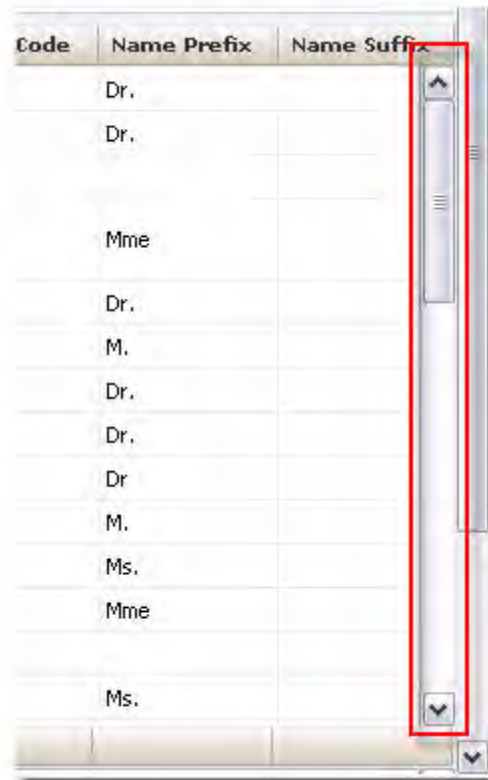 Code Name Prefix Name Suffix
Dr.
Dr.
Mme
Dr.
M.
Dr.
Dr.
Dr
M.
Ms.
Mme
Ms.